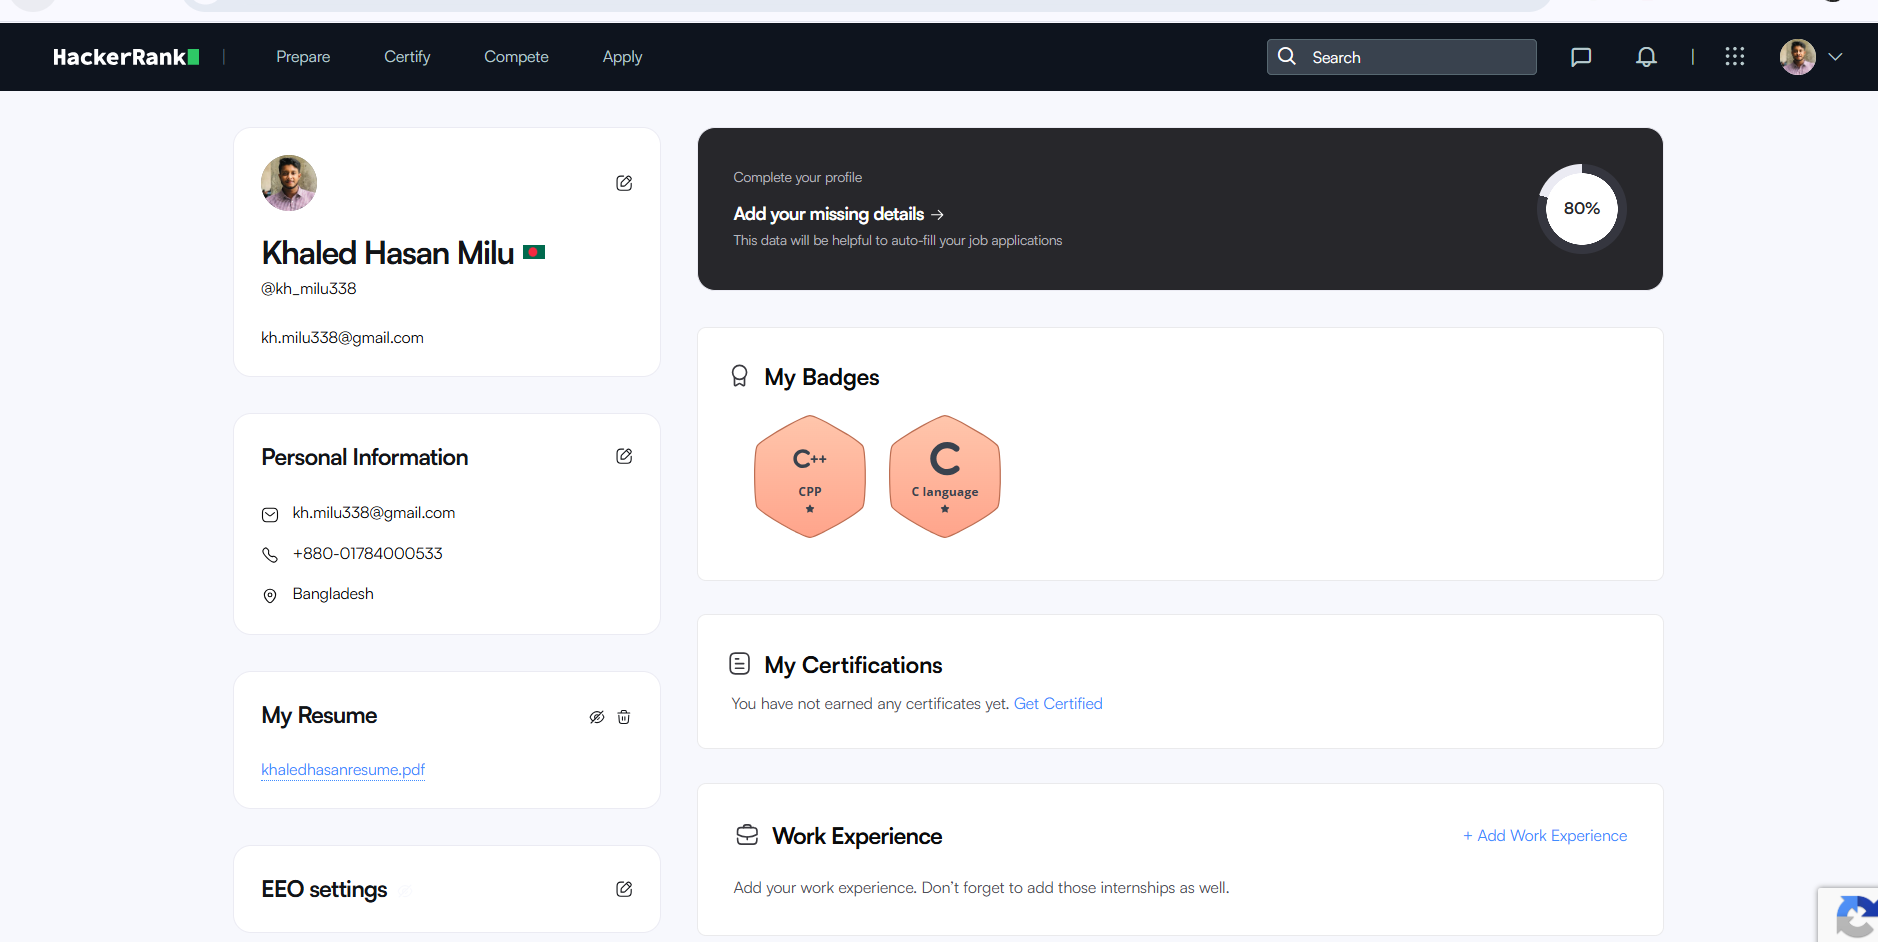 HackerRank
Prepare
Certify
Compete
Apply
Search
Khaled Hasan Milu
@kh_milu338
kh.milu338@gmail.com
Personal Information
kh.milu338@gmail.com
+880-01784000533
Bangladesh
My Resume
khaledhasanresume.pdf
EEO settings
Complete your profile
Add your missing details →
This data will be helpful to auto-fill your job applications
80%
My Badges
C++
CPP
C
C language
My Certifications
You have not earned any certificates yet. Get Certified
Work Experience
+ Add Work Experience
Add your work experience. Don't forget to add those internships as well.